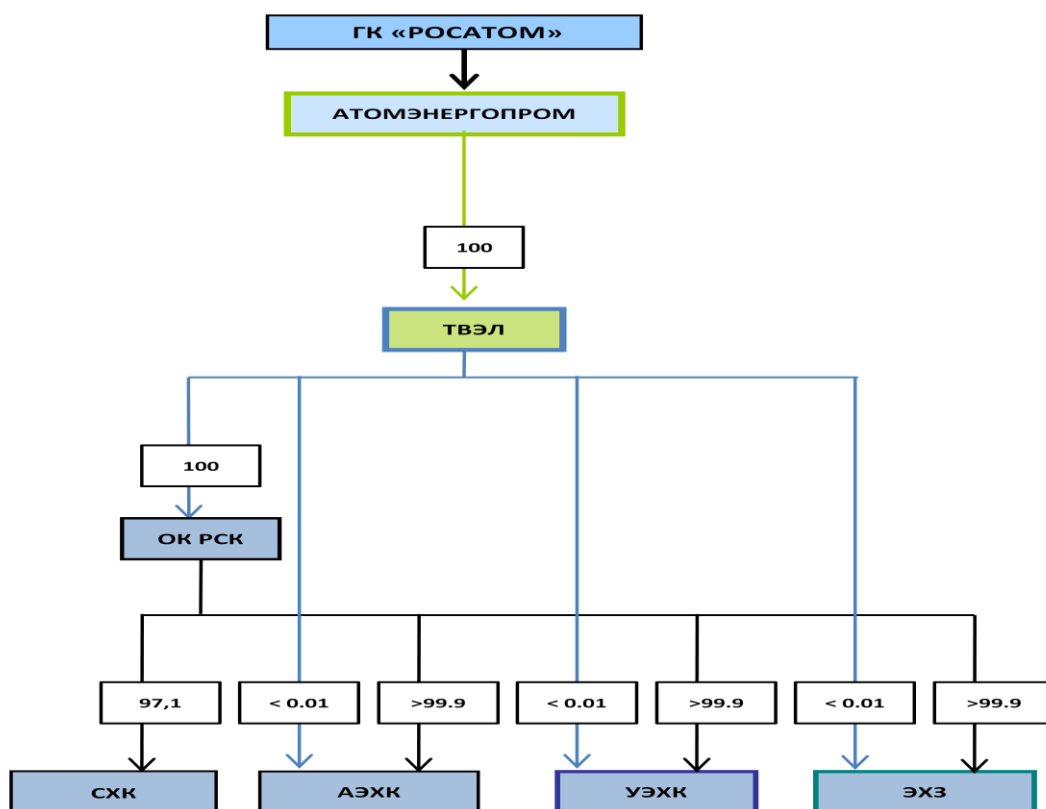 ГК «РОСАТОМ»
АТОМЭНЕРГОПРОМ
100
ТВЭЛ
100
ОК РСК
97,1
< 0.01
>99.9
< 0.01
>99.9
< 0.01
>99.9
СХК
АЭХК
УЭХК
ЭХЗ